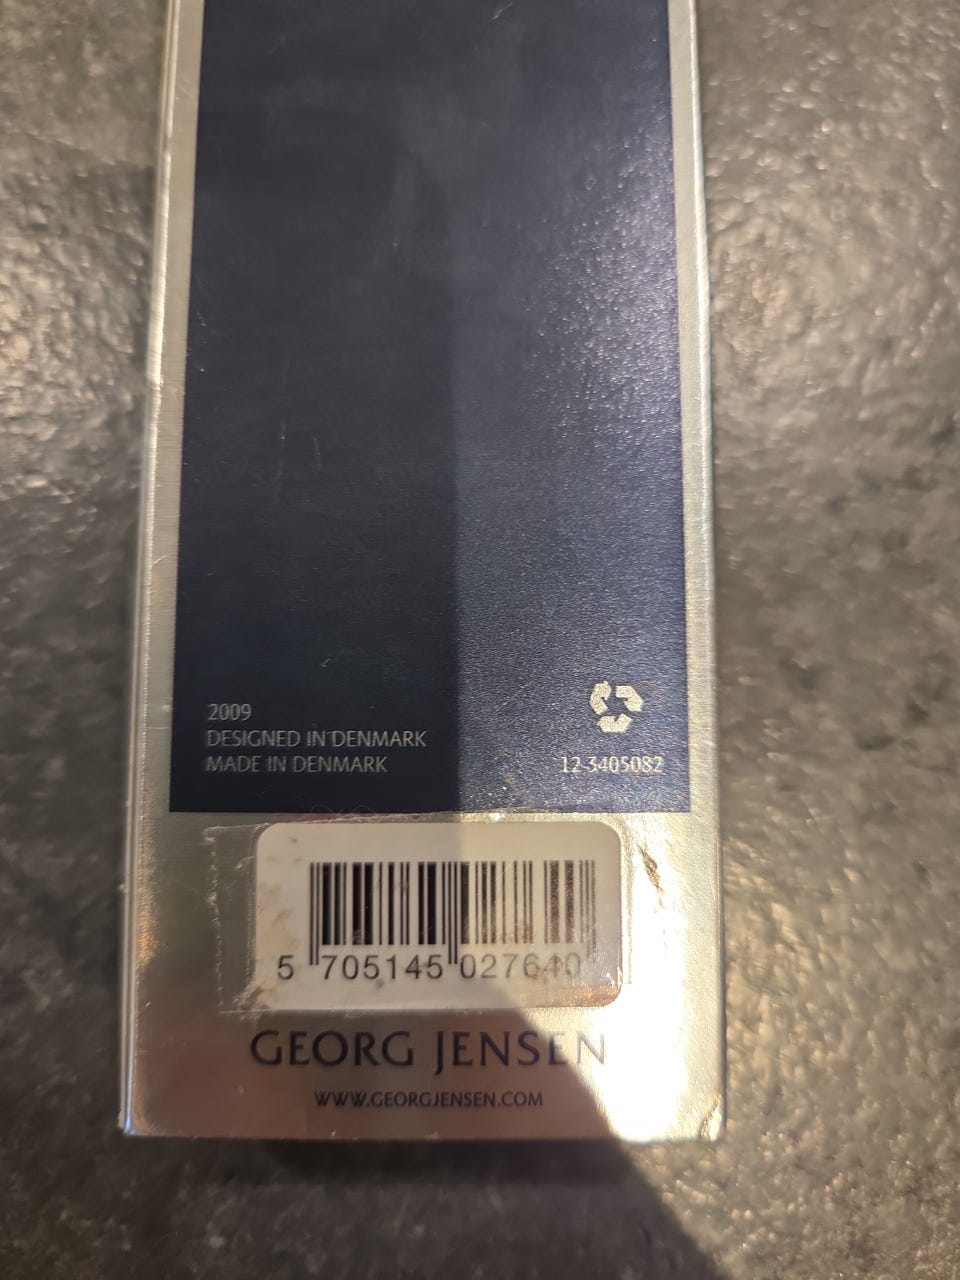 2009
DESIGNED IN DENMARK
MADE IN DENMARK
12-3405082
5 705145 027640
GEORG JENSEN
WWW.GEORGJENSEN.COM